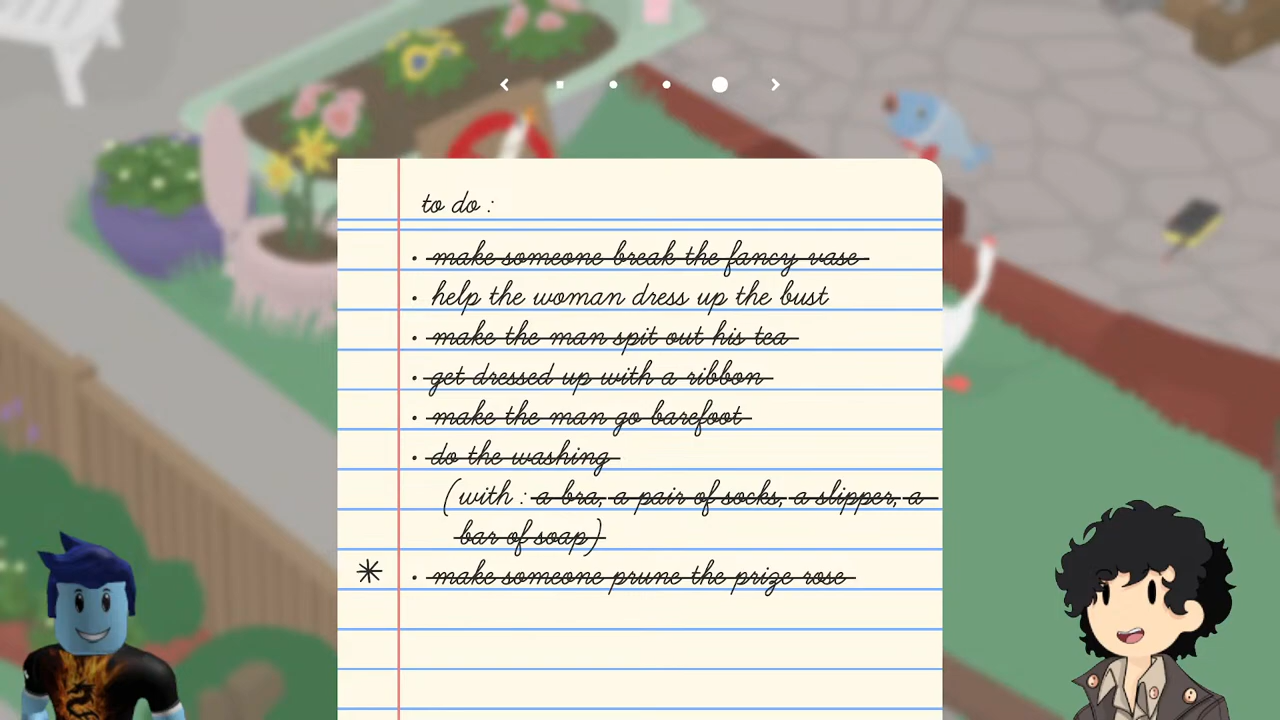 to do :
• make someone break the fancy vase
• help the woman dress up the bust
• make the man spit out his tea
• get dressed up with a ribbon
• make the man go barefoot
• do the washing
(with : a bra, a pair of socks, a slipper, a
bar of soap)
• make someone prune the prize rose